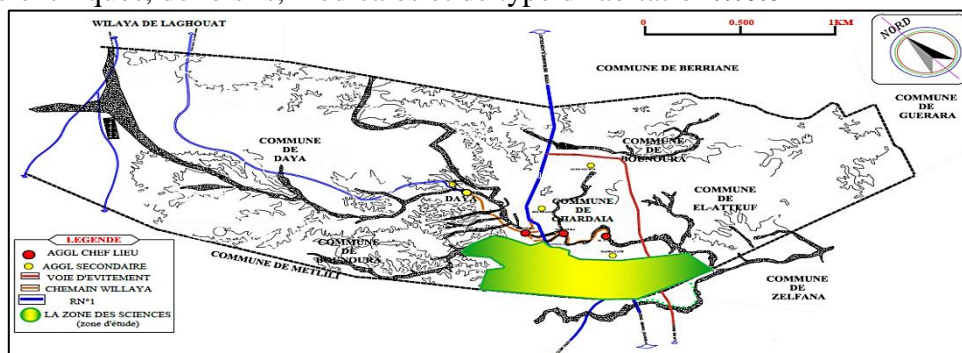 WILAYA DE LAGHOUAT
0 0.500 1KM
NORD
COMMUNE DE BERRIANE
COMMUNE
DE
GUERARA
COMMUNE
DE
DAYA
COMMUNE
DE
BOUNOURA
DAYA
COMMUNE
DE
GHARDAIA
COMMUNE
DE
EL-ATTEUF
COMMUNE
DE
BOUNOURA
COMMUNE DE METLILI
COMMUNE
DE
ZELFANA
LEGENDE
AGGL CHEF LIEU
AGGL SECONDAIRE
VOIE D'EVITEMENT
CHEMAIN WILLAYA
RN°1
LA ZONE DES SCIENCES
(zone d'étude)